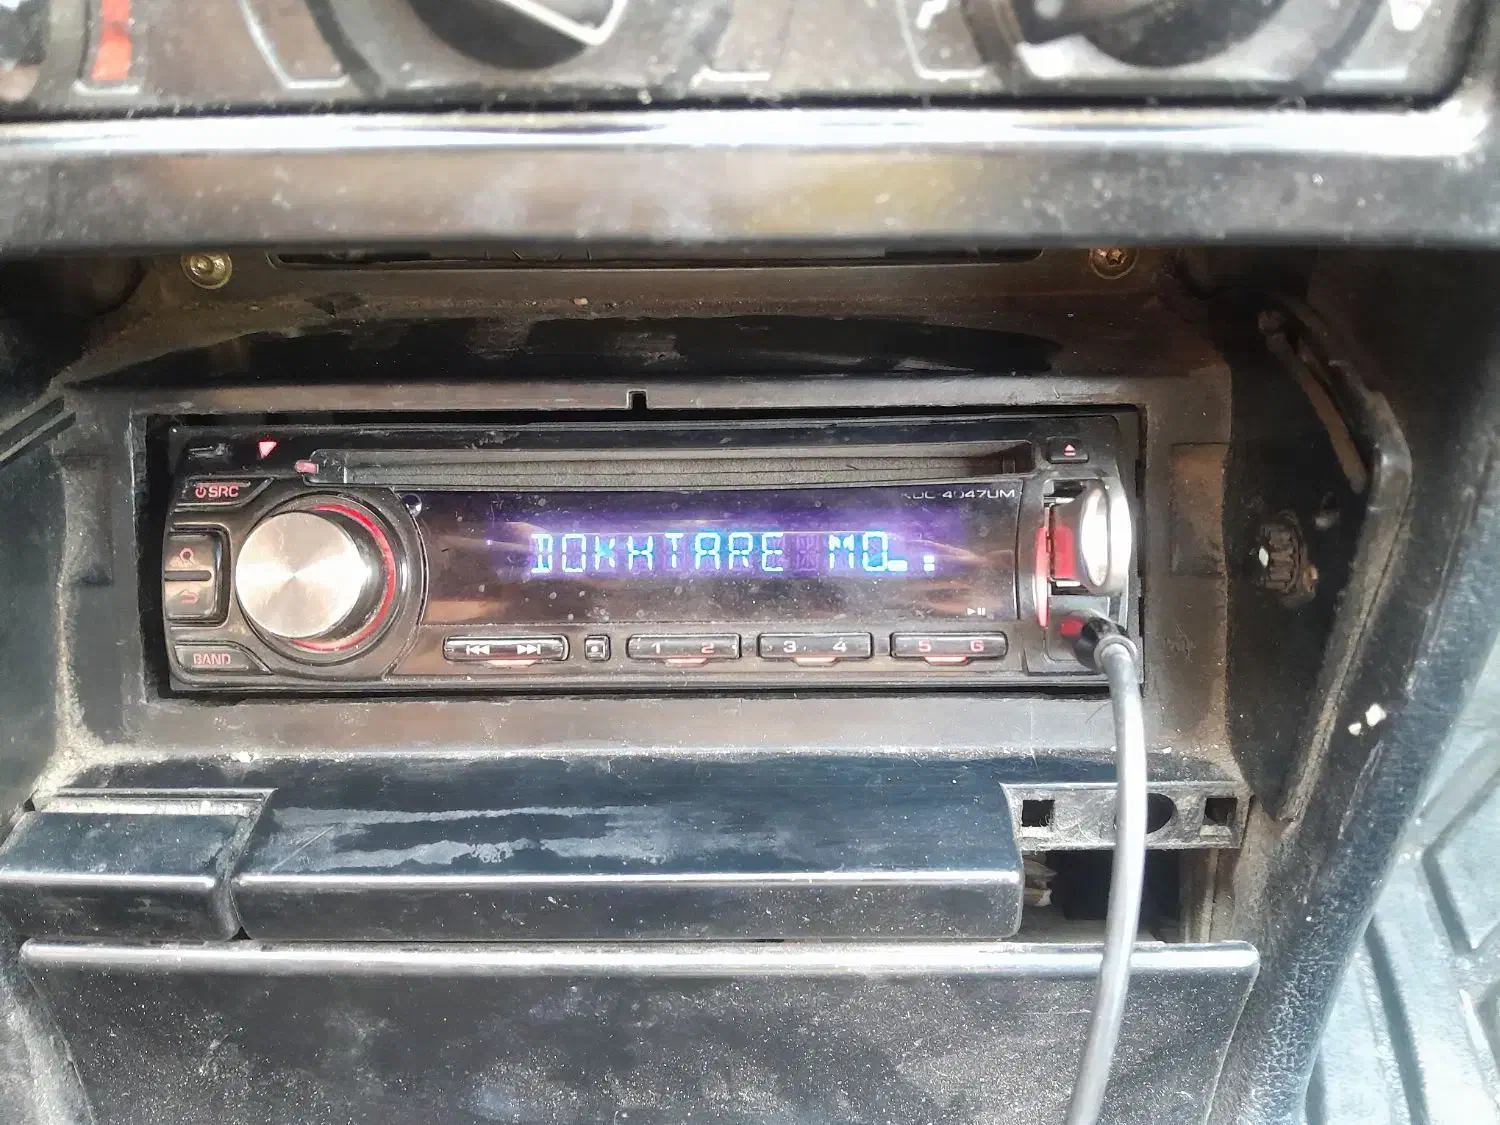 SRC
KDC-4047UM
DOKHTARE MO
BAND
1 2
3 4
5 6